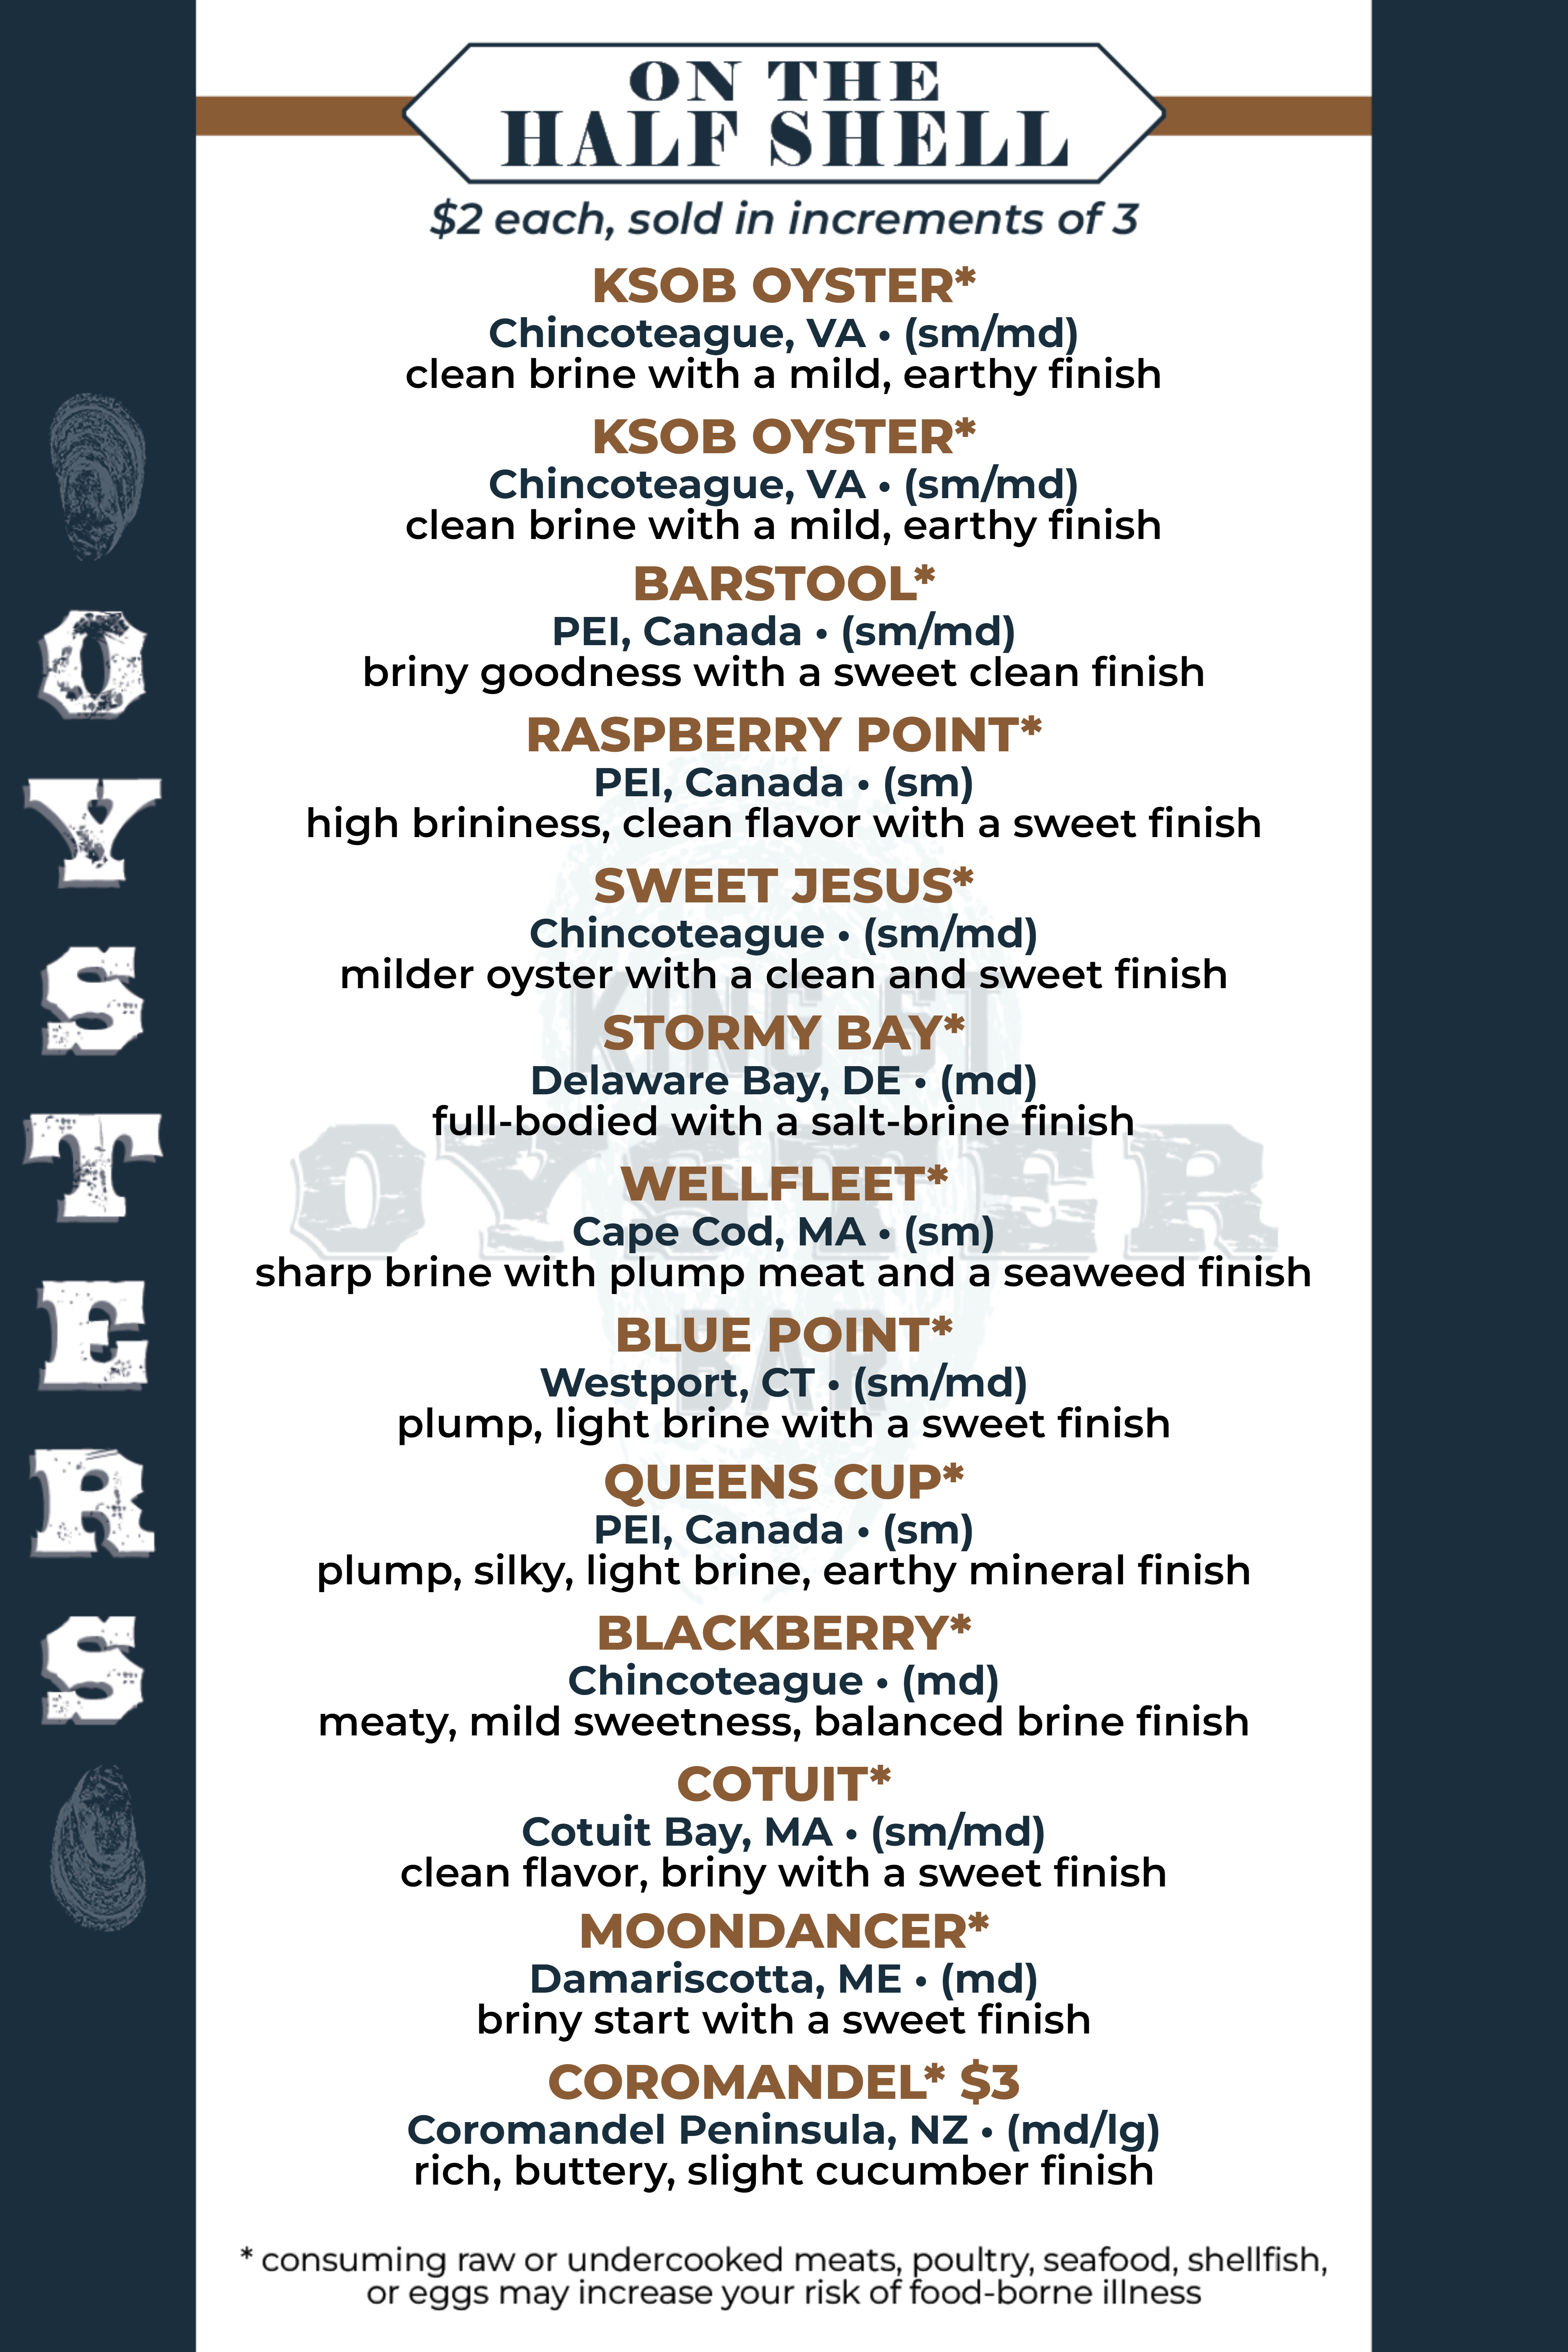 ON THE
HALF SHELL
$2 each, sold in increments of 3
KSOB OYSTER*
Chincoteague, VA • (sm/md)
clean brine with a mild, earthy finish
KSOB OYSTER*
Chincoteague, VA • (sm/md)
clean brine with a mild, earthy finish
BARSTOOL*
PEI, Canada • (sm/md)
briny goodness with a sweet clean finish
RASPBERRY POINT*
PEI, Canada • (sm)
high brininess, clean flavor with a sweet finish
SWEET JESUS*
Chincoteague • (sm/md)
milder oyster with a clean and sweet finish
STORMY BAY*
Delaware Bay, DE • (md)
full-bodied with a salt-brine finish
WELLFLEET*
Cape Cod, MA • (sm)
sharp brine with plump meat and a seaweed finish
BLUE POINT*
Westport, CT • (sm/md)
plump, light brine with a sweet finish
QUEENS CUP*
PEI, Canada • (sm)
plump, silky, light brine, earthy mineral finish
BLACKBERRY*
Chincoteague • (md)
meaty, mild sweetness, balanced brine finish
COTUIT*
Cotuit Bay, MA • (sm/md)
clean flavor, briny with a sweet finish
MOONDANCER*
Damariscotta, ME • (md)
briny start with a sweet finish
COROMANDEL* $3
Coromandel Peninsula, NZ • (md/lg)
rich, buttery, slight cucumber finish
* consuming raw or undercooked meats, poultry, seafood, shellfish,
or eggs may increase your risk of food-borne illness
OYSTERS
KING ST
OYSTER
BAR